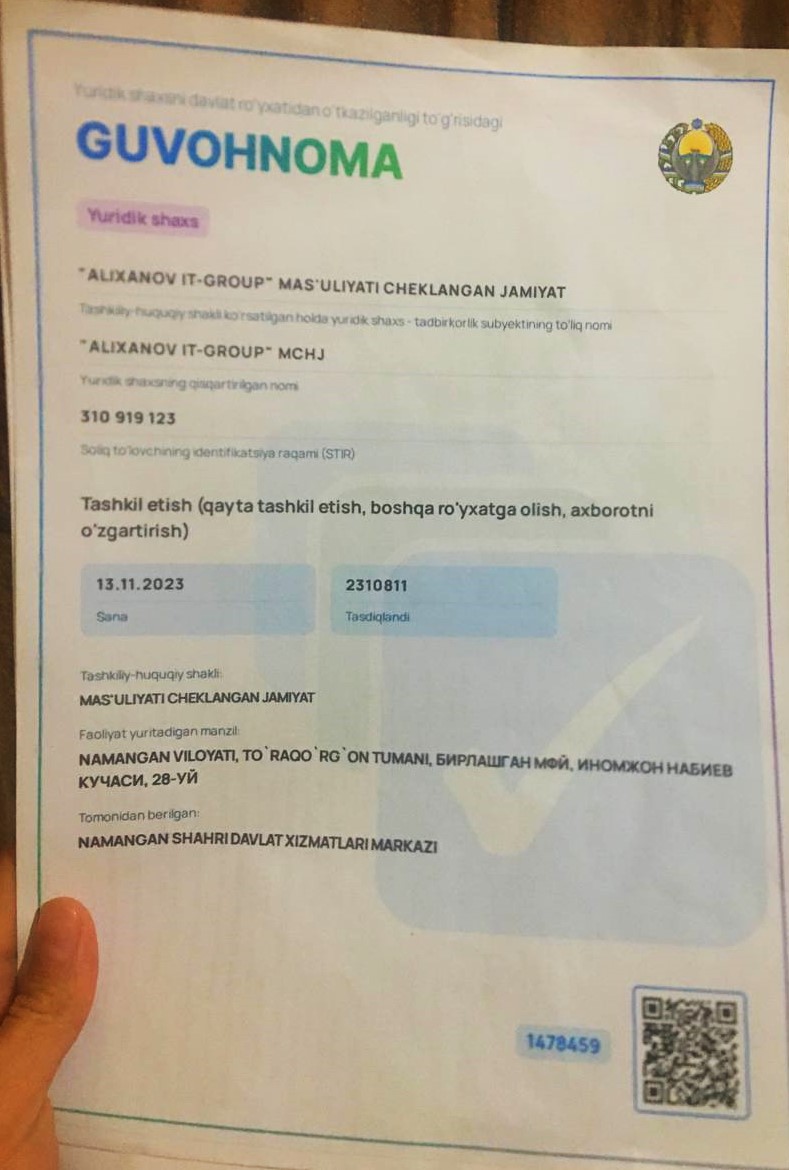 Yuridik shaxsni davlat ro'yxatidan o'tkazilganligi to'g'risidagi
GUVOHNOMA
Yuridik shaxs
"ALIXANOV IT-GROUP" MAS'ULIYATI CHEKLANGAN JAMIYAT
Tashkiliy-huquqiy shakli ko'rsatilgan holda yuridik shaxs - tadbirkorlik subyektining to'liq nomi
"ALIXANOV IT-GROUP" MCHJ
Yuridik shaxsning qisqartirilgan nomi
310 919 123
Soliq to'lovchining identifikatsiya raqami (STIR)
Tashkil etish (qayta tashkil etish, boshqa ro'yxatga olish, axborotni
o'zgartirish)
13.11.2023
Sana
2310811
Tasdiqlandi
Tashkiliy-huquqiy shakli:
MAS'ULIYATI CHEKLANGAN JAMIYAT
Faoliyat yuritadigan manzil:
NAMANGAN VILOYATI, TO`RAQO`RG`ON TUMANI, БИРЛАШГАН МФЙ, ИНОМЖОН НАБИЕВ
КУЧАСИ, 28-УЙ
Tomonidan berilgan:
NAMANGAN SHAHRI DAVLAT XIZMATLARI MARKAZI
1478459